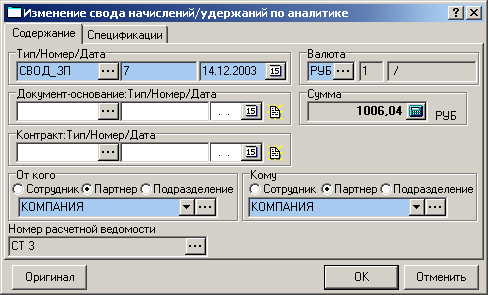 Изменение свода начислений/удержаний по аналитике
Содержание Спецификации
Тип/Номер/Дата Валюта
СВОД_ЗП ... 7 14.12.2003 15 РУБ ... 1 /
Документ-основание:Тип/Номер/Дата Сумма
... . . 15 1006,04 РУБ
Контракт:Тип/Номер/Дата
... . . 15
От кого Кому
Сотрудник Партнер Подразделение Сотрудник Партнер Подразделение
КОМПАНИЯ ... КОМПАНИЯ ...
Номер расчетной ведомости
СТ 3 ...
Оригинал OK Отменить